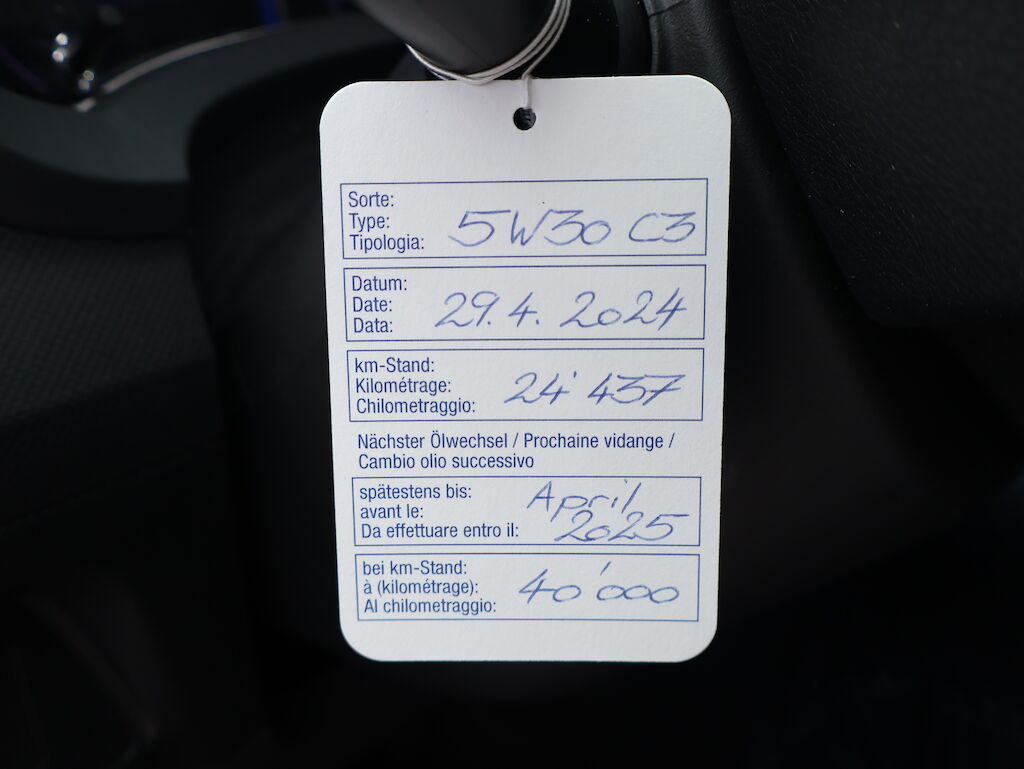 Sorte:
Type:
Tipologia:
5W30 C3
Datum:
Date:
Data:
29.4.2024
km-Stand:
Kilométrage:
Chilometraggio:
24'437
Nächster Ölwechsel / Prochaine vidange /
Cambio olio successivo
spätestens bis:
avant le:
Da effettuare entro il:
April
2025
bei km-Stand:
à (kilométrage):
Al chilometraggio:
40'000